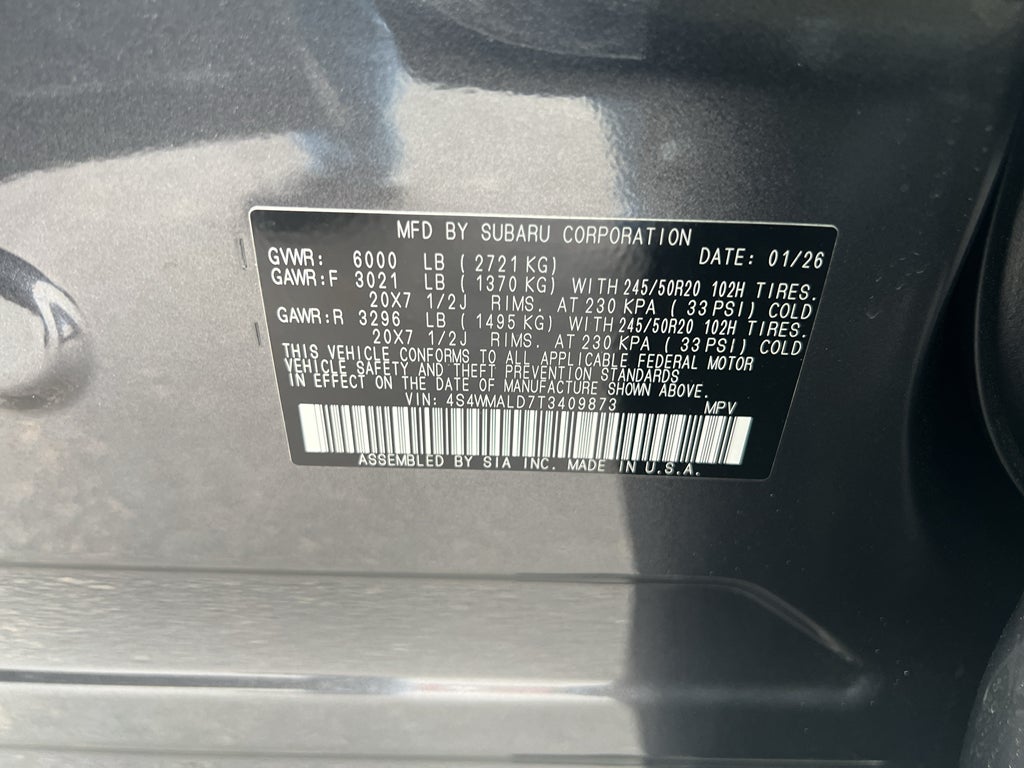 MFD BY SUBARU CORPORATION
GVWR: 6000 LB ( 2721 KG) DATE: 01/26
GAWR:F 3021 LB ( 1370 KG) WITH 245/50R20 102H TIRES.
20X7 1/2J RIMS. AT 230 KPA ( 33 PSI) COLD
GAWR:R 3296 LB ( 1495 KG) WITH 245/50R20 102H TIRES.
20X7 1/2J RIMS. AT 230 KPA ( 33 PSI) COLD
THIS VEHICLE CONFORMS TO ALL APPLICABLE FEDERAL MOTOR
VEHICLE SAFETY AND THEFT PREVENTION STANDARDS
IN EFFECT ON THE DATE OF MANUFACTURE SHOWN ABOVE.
VIN: 4S4WMALD7T3409873 MPV
ASSEMBLED BY SIA INC. MADE IN U.S.A.